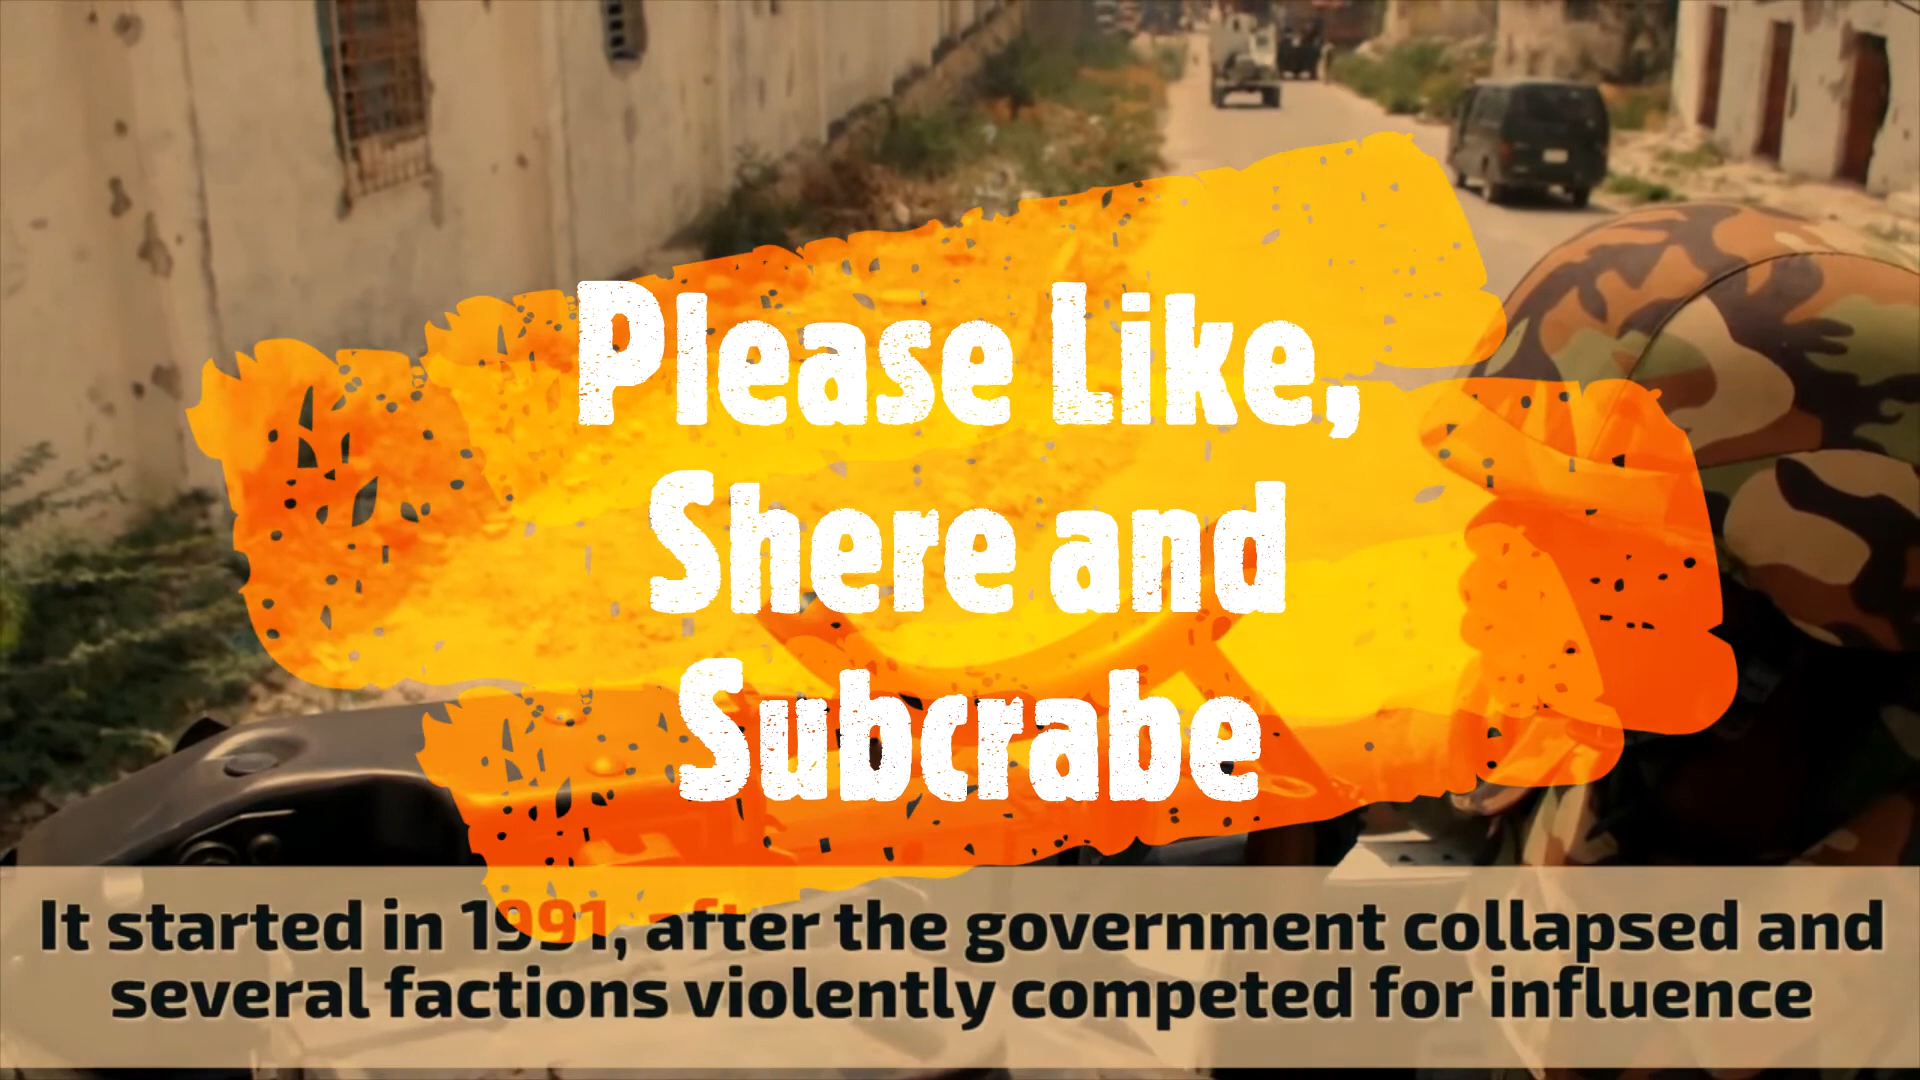 Please Like,
Shere and
Subcrabe
It started in 1991, after the government collapsed and
several factions violently competed for influence